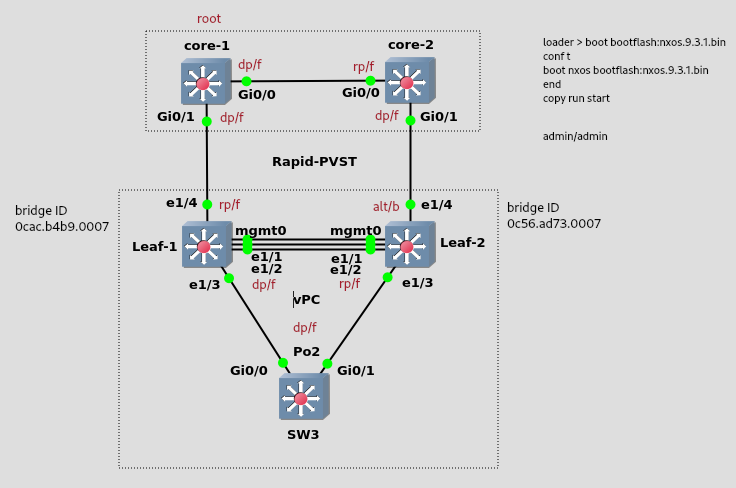 root
core-1
core-2
dp/f
rp/f
Gi0/0
Gi0/0
Gi0/1
dp/f
dp/f
Gi0/1
loader > boot bootflash:nxos.9.3.1.bin
conf t
boot nxos bootflash:nxos.9.3.1.bin
end
copy run start
admin/admin
Rapid-PVST
bridge ID
0cac.b4b9.0007
bridge ID
0c56.ad73.0007
e1/4
rp/f
alt/b
e1/4
Leaf-1
mgmt0
mgmt0
Leaf-2
e1/1
e1/2
e1/1
e1/2
e1/3
dp/f
rp/f
e1/3
vPC
dp/f
Po2
Gi0/0
Gi0/1
SW3